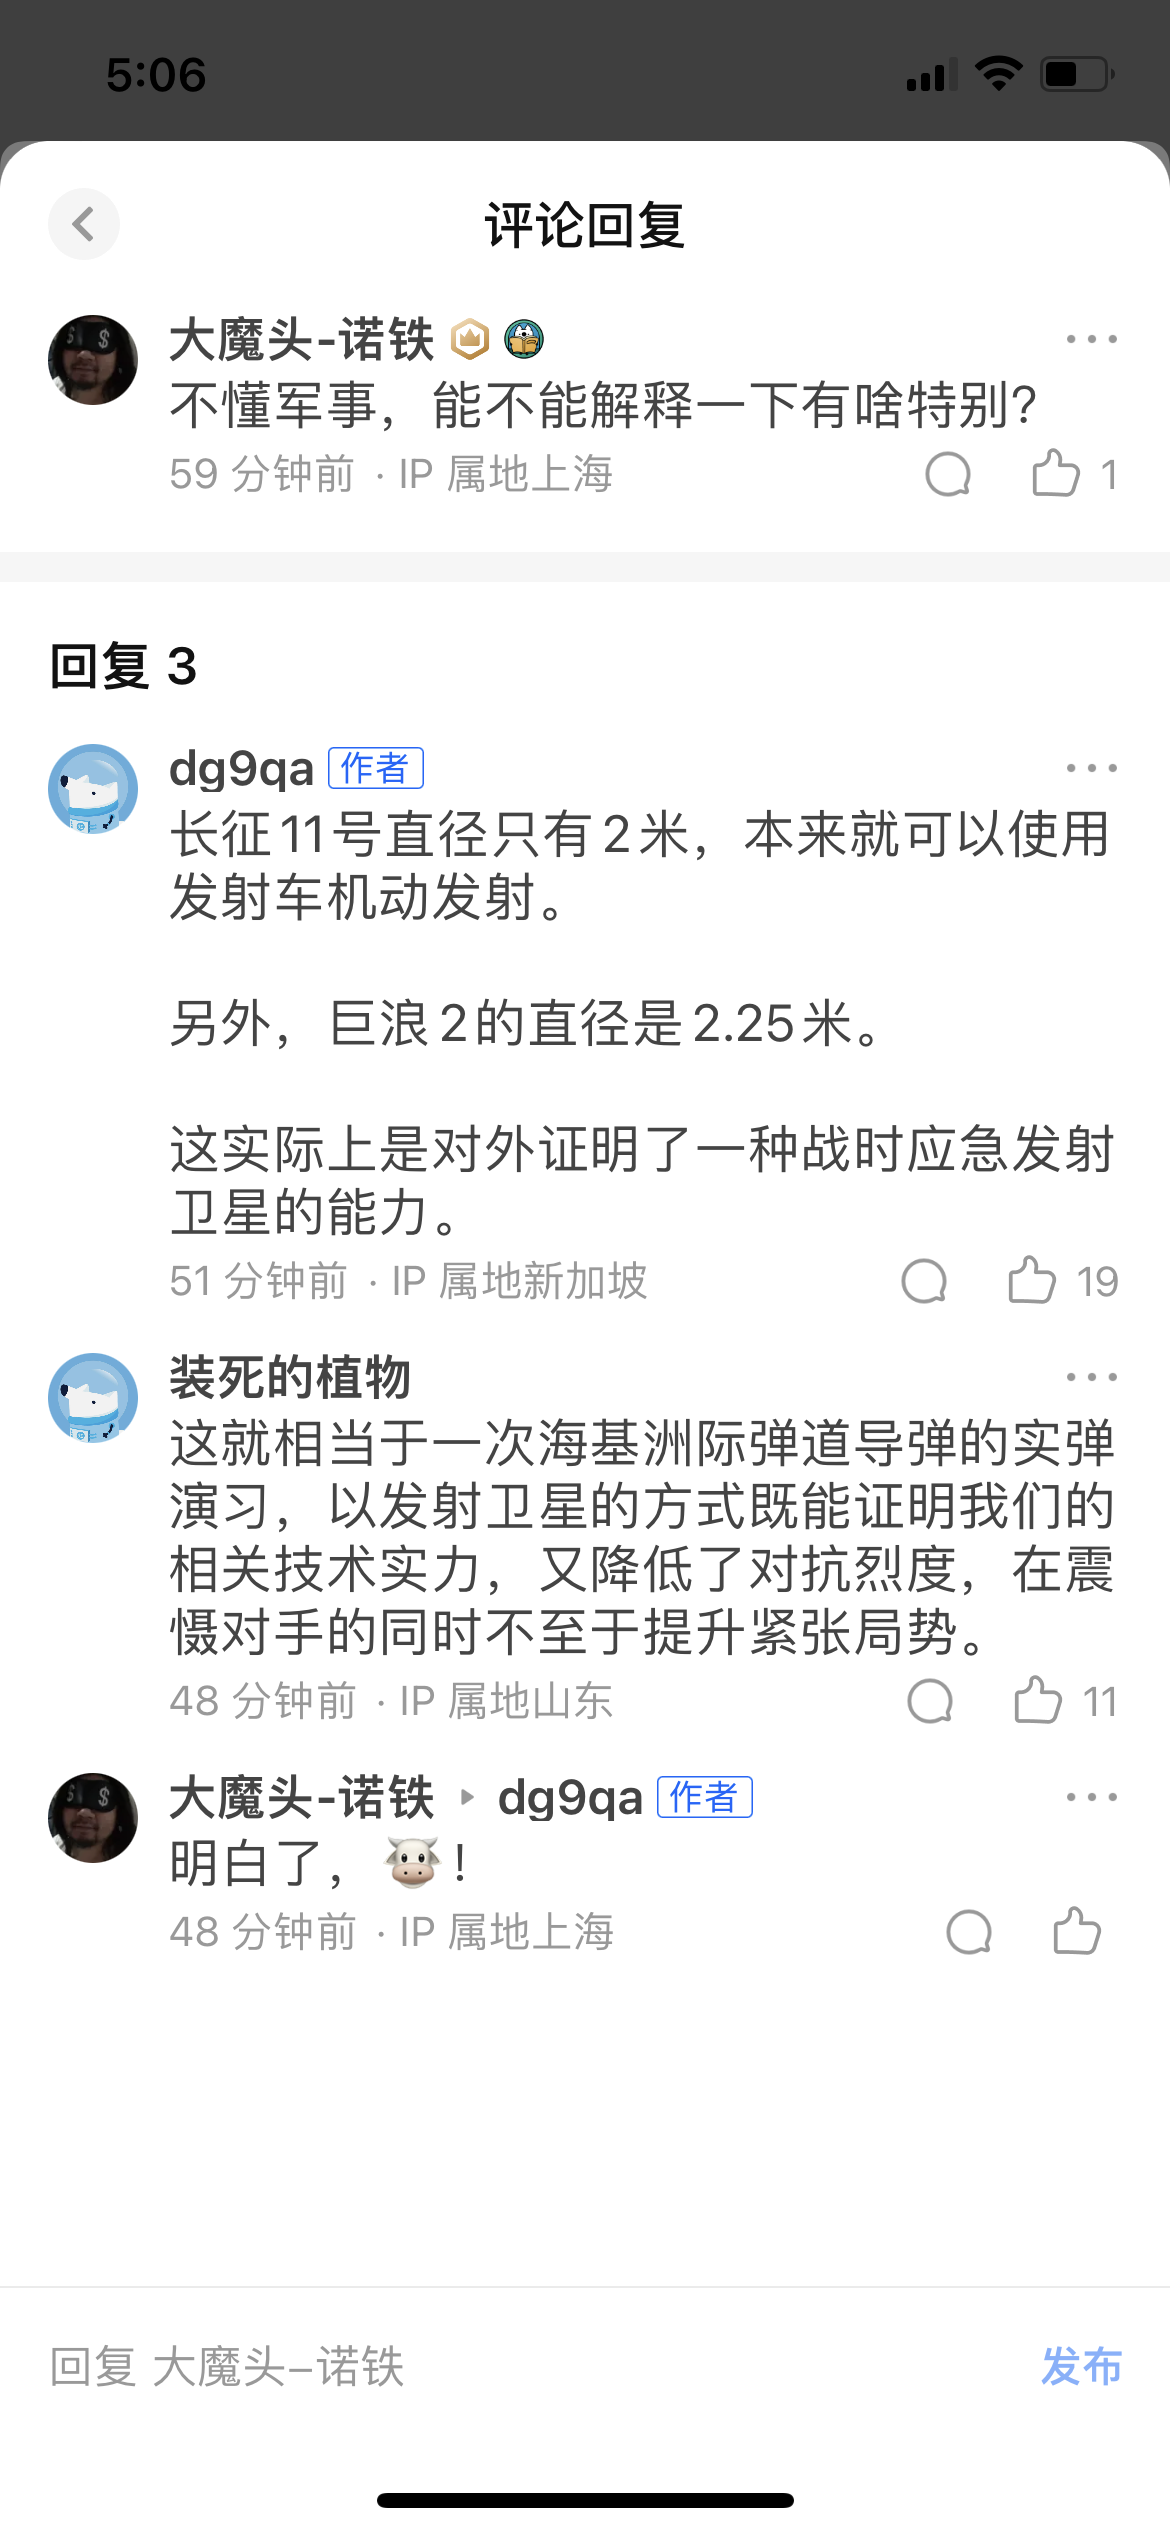 5:06
评论回复
大魔头-诺铁
不懂军事，能不能解释一下有啥特别?
59 分钟前 · IP 属地上海
1
回复 3
dg9qa 作者
长征11号直径只有2米，本来就可以使用
发射车机动发射。
另外，巨浪2的直径是2.25米。
这实际上是对外证明了一种战时应急发射
卫星的能力。
51 分钟前 · IP 属地新加坡
19
装死的植物
这就相当于一次海基洲际弹道导弹的实弹
演习，以发射卫星的方式既能证明我们的
相关技术实力，又降低了对抗烈度，在震
慑对手的同时不至于提升紧张局势。
48 分钟前 · IP 属地山东
11
大魔头-诺铁 ▸ dg9qa 作者
明白了，🐮！
48 分钟前 · IP 属地上海
回复 大魔头–诺铁
发布